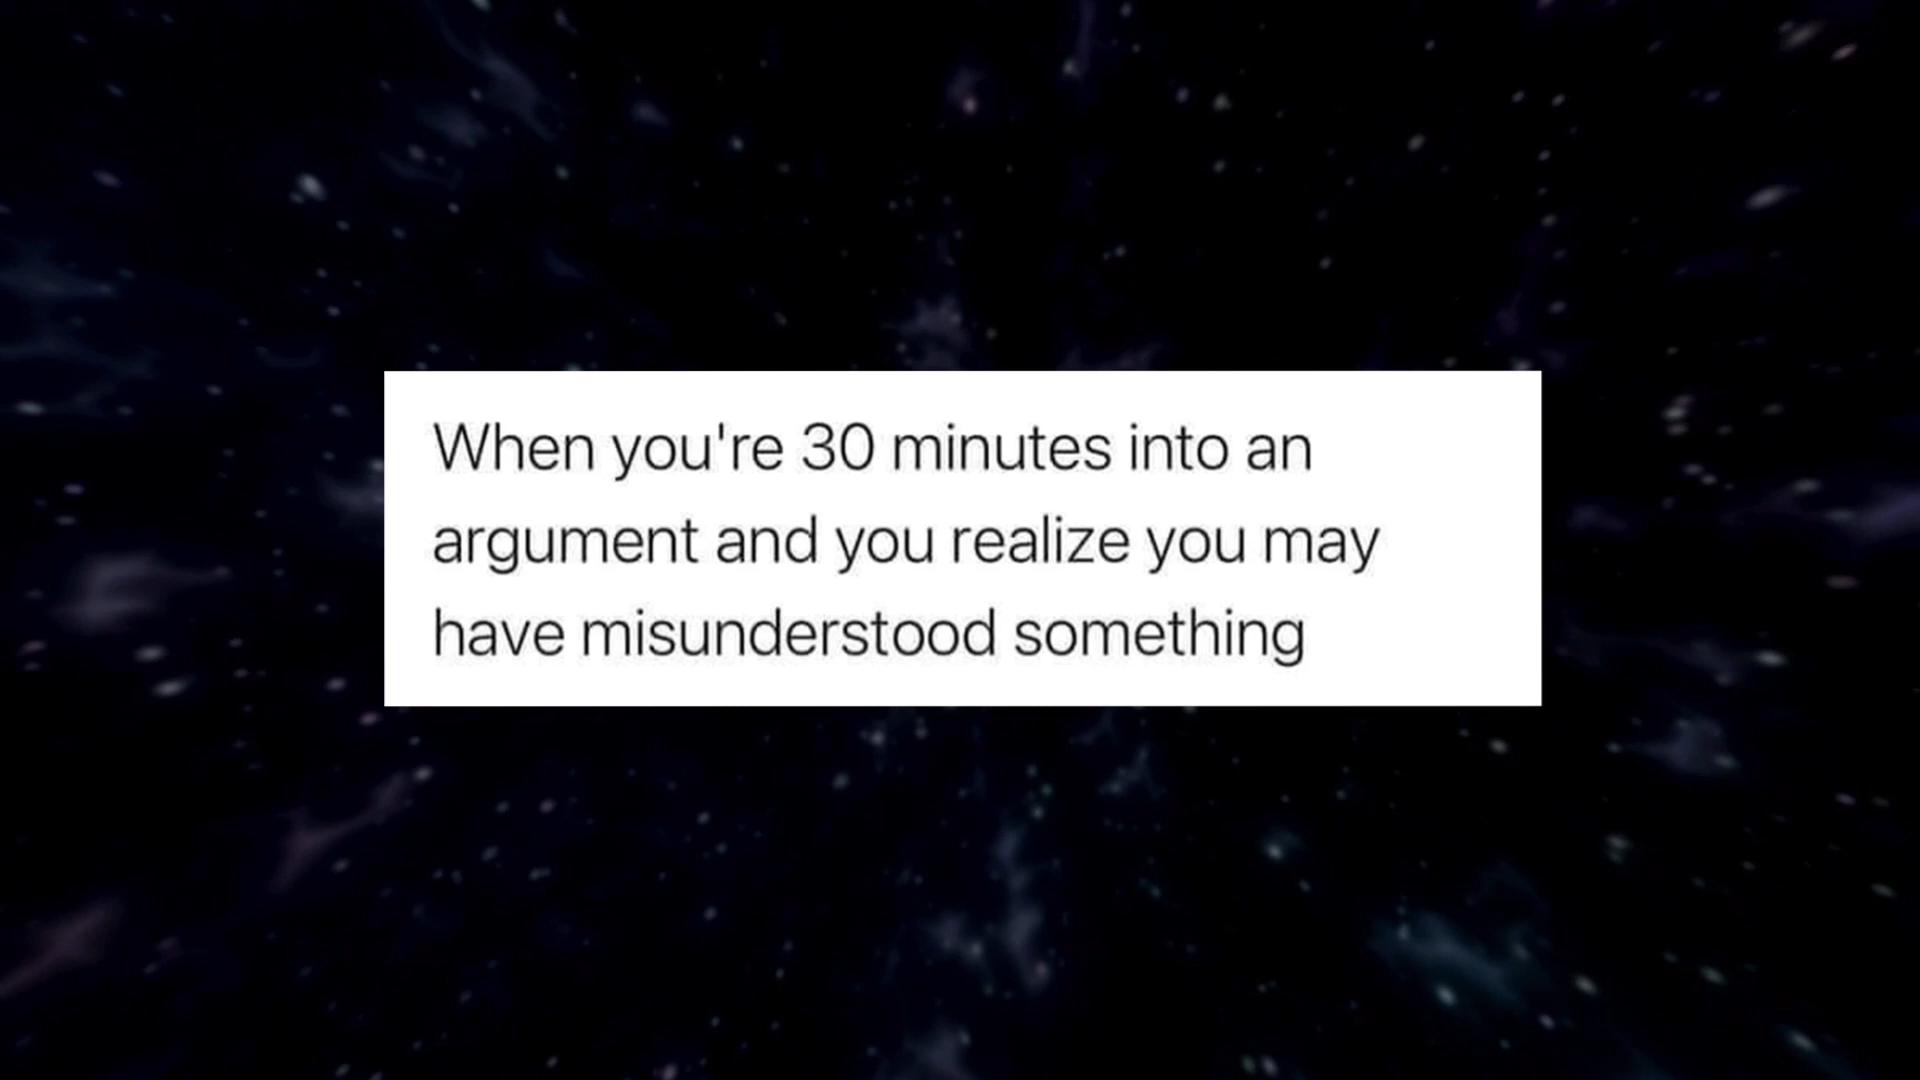 When you're 30 minutes into an
argument and you realize you may
have misunderstood something